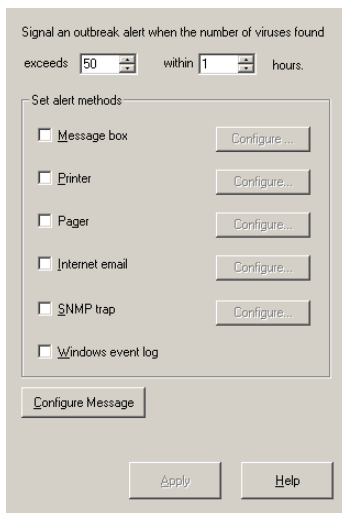 Signal an outbreak alert when the number of viruses found
exceeds 50 within 1 hours.
Set alert methods
Message box Configure ...
Printer Configure...
Pager Configure...
Internet email Configure...
SNMP trap Configure...
Windows event log
Configure Message
Apply Help